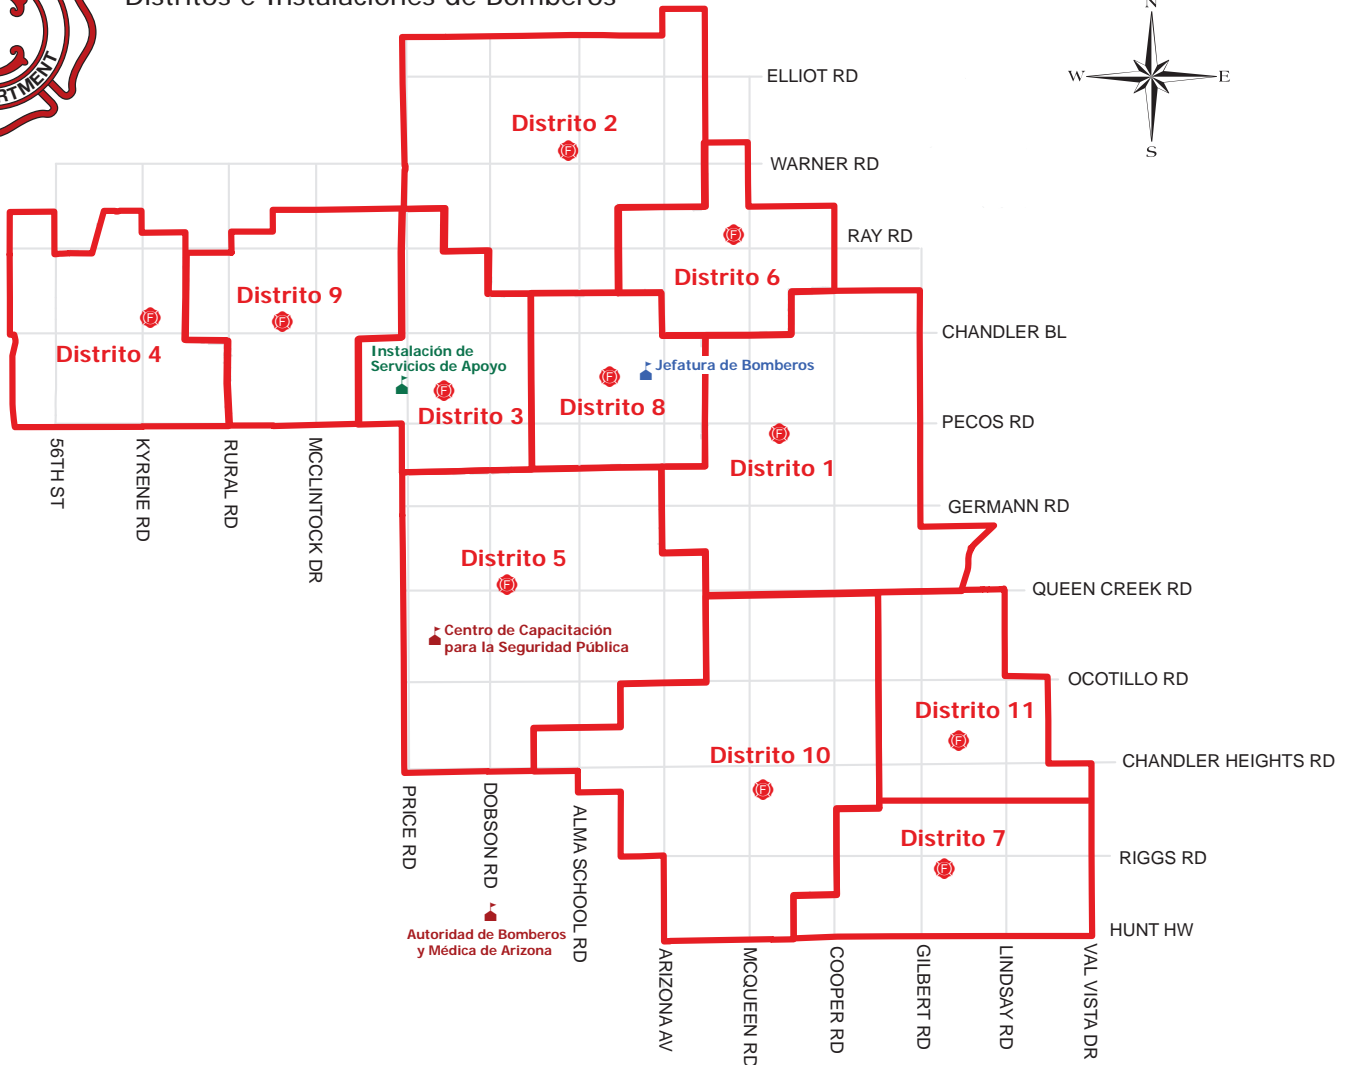 Distritos e Instalaciones de Bomberos
N
W
E
S
ELLIOT RD
Distrito 2
F
WARNER RD
RAY RD
F
Distrito 6
Distrito 9
F
F
Distrito 4
CHANDLER BL
Instalación de
Servicios de Apoyo
F
Distrito 3
F
Distrito 8
Jefatura de Bomberos
PECOS RD
F
Distrito 1
56TH ST
KYRENE RD
RURAL RD
MCCLINTOCK DR
GERMANN RD
Distrito 5
F
QUEEN CREEK RD
Centro de Capacitación
para la Seguridad Pública
OCOTILLO RD
Distrito 11
F
Distrito 10
F
CHANDLER HEIGHTS RD
PRICE RD
DOBSON RD
ALMA SCHOOL RD
Distrito 7
F
RIGGS RD
Autoridad de Bomberos
y Médica de Arizona
HUNT HW
ARIZONA AV
MCQUEEN RD
COOPER RD
GILBERT RD
LINDSAY RD
VAL VISTA DR